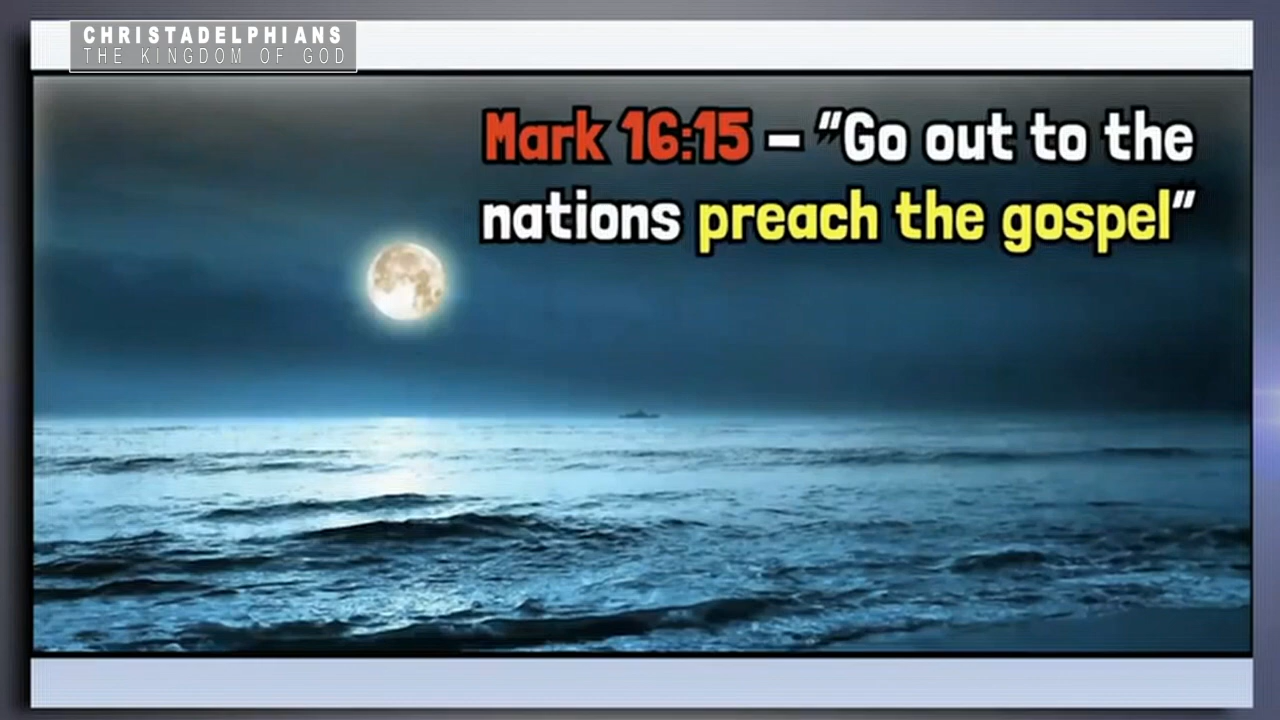 CHRISTADELPHIANS
THE KINGDOM OF GOD
Mark 16:15 – "Go out to the
nations preach the gospel"